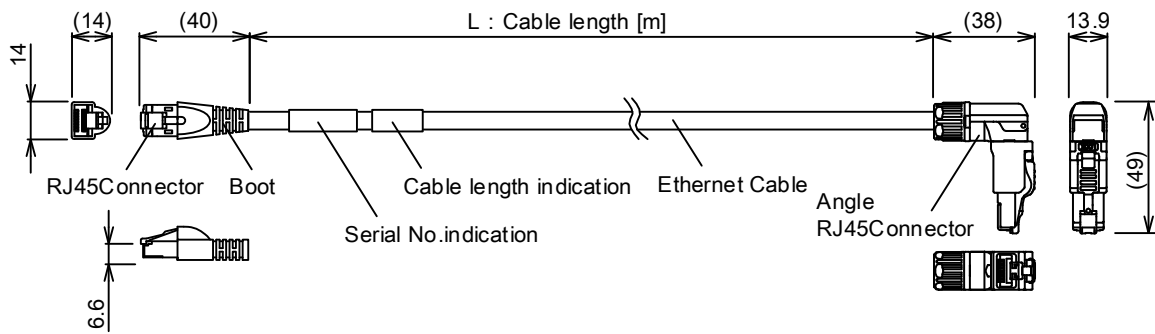 (14)
(40)
L : Cable length [m]
(38)
13.9
14
RJ45Connector
Boot
Cable length indication
Ethernet Cable
Angle
RJ45Connector
(49)
Serial No.indication
6.6